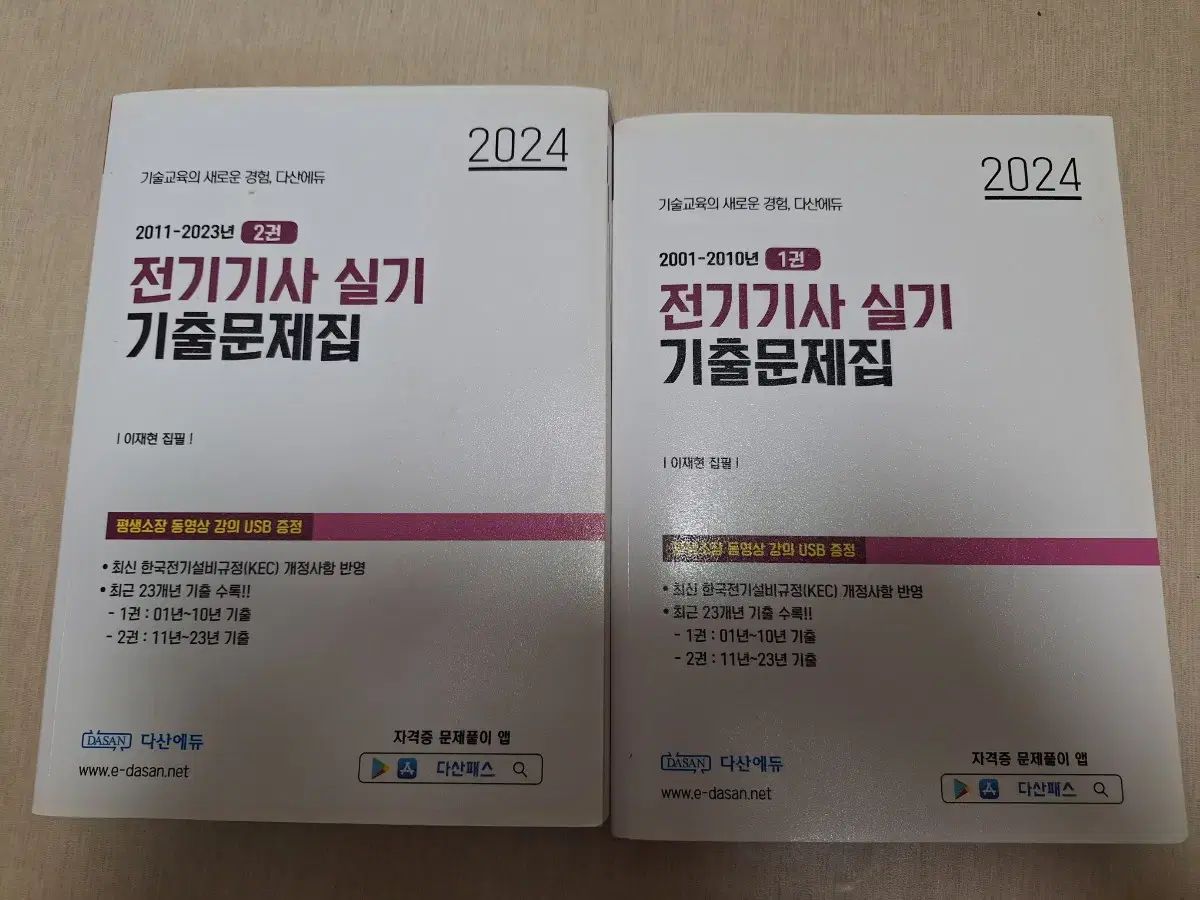 2024
기술교육의 새로운 경험, 다산에듀
2011-2023년 2권
전기기사 실기
기출문제집
| 이재현 집필 |
평생소장 동영상 강의 USB 증정
• 최신 한국전기설비규정(KEC) 개정사항 반영
• 최근 23개년 기출 수록!!
- 1권 : 01년~10년 기출
- 2권 : 11년~23년 기출
DASAN 다산에듀
www.e-dasan.net
자격증 문제풀이 앱
다산패스
2024
기술교육의 새로운 경험, 다산에듀
2001-2010년 1권
전기기사 실기
기출문제집
| 이재현 집필 |
평생소장 동영상 강의 USB 증정
• 최신 한국전기설비규정(KEC) 개정사항 반영
• 최근 23개년 기출 수록!!
- 1권 : 01년~10년 기출
- 2권 : 11년~23년 기출
DASAN 다산에듀
www.e-dasan.net
자격증 문제풀이 앱
다산패스